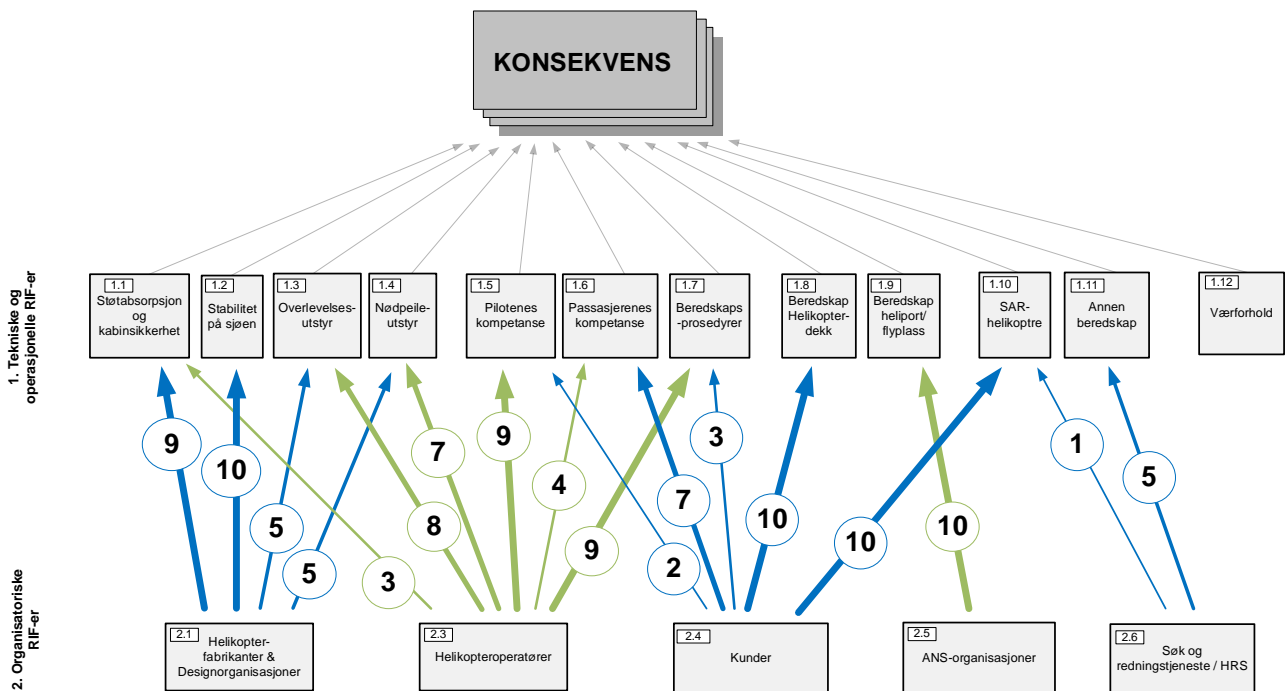 KONSEKVENS
1. Tekniske og
operasjonelle RIF-er
1.1
Støtabsorpsjon
og
kabinsikkerhet
1.2
Stabilitet
på sjøen
1.3
Overlevelses-
utstyr
1.4
Nødpeile-
utstyr
1.5
Pilotenes
kompetanse
1.6
Passasjerenes
kompetanse
1.7
Beredskaps
-prosedyrer
1.8
Beredskap
Helikopter-
dekk
1.9
Beredskap
heliport/
flyplass
1.10
SAR-
helikoptre
1.11
Annen
beredskap
1.12
Værforhold
9
10
5
5
3
8
7
9
4
9
2
7
3
10
10
10
1
5
2. Organisatoriske
RIF-er
2.1
Helikopter-
fabrikanter &
Designorganisasjoner
2.3
Helikopteroperatører
2.4
Kunder
2.5
ANS-organisasjoner
2.6
Søk og
redningstjeneste / HRS